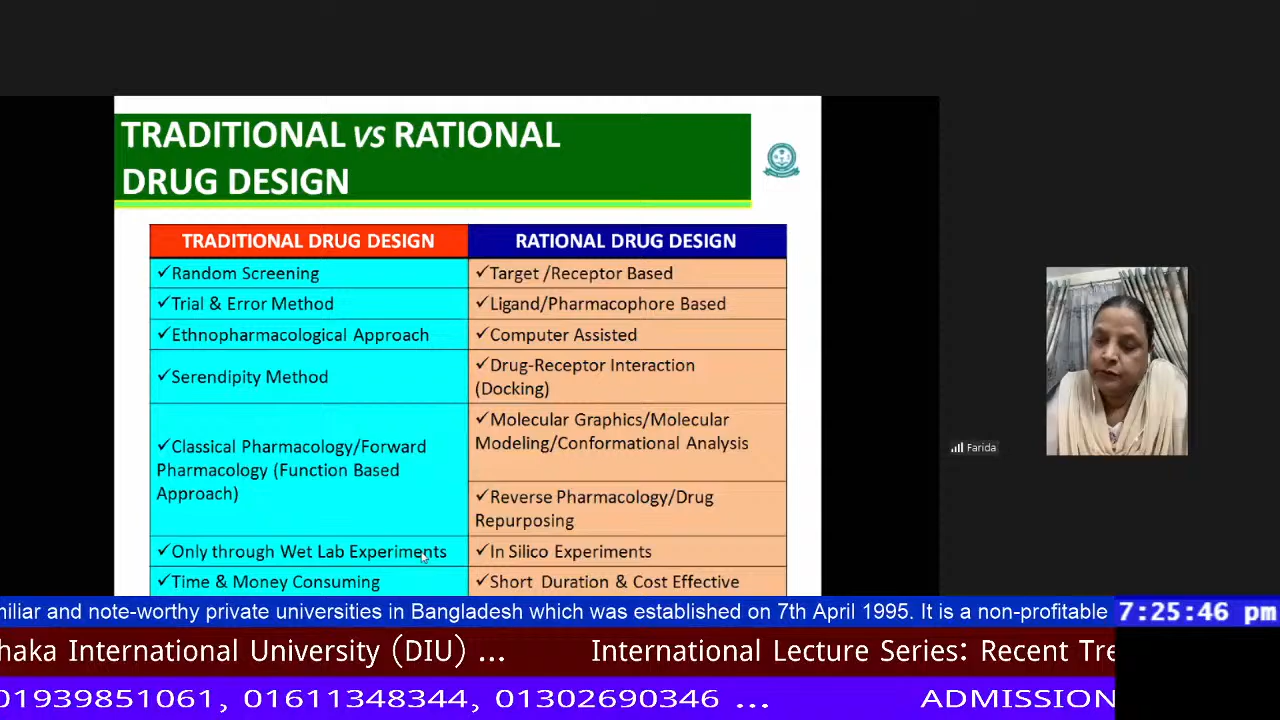 TRADITIONAL vs RATIONAL
DRUG DESIGN
TRADITIONAL DRUG DESIGN
RATIONAL DRUG DESIGN
✓Random Screening
✓Target /Receptor Based
✓Trial & Error Method
✓Ligand/Pharmacophore Based
✓Ethnopharmacological Approach
✓Computer Assisted
✓Serendipity Method
✓Drug-Receptor Interaction
(Docking)
✓Classical Pharmacology/Forward
Pharmacology (Function Based
Approach)
✓Molecular Graphics/Molecular
Modeling/Conformational Analysis
✓Reverse Pharmacology/Drug
Repurposing
✓Only through Wet Lab Experiments
✓In Silico Experiments
✓Time & Money Consuming
✓Short Duration & Cost Effective
Farida
miliar and note-worthy private universities in Bangladesh which was established on 7th April 1995. It is a non-profitable
7:25:46 pm
haka International University (DIU) ... International Lecture Series: Recent Tre
01939851061, 01611348344, 01302690346 ... ADMISSION